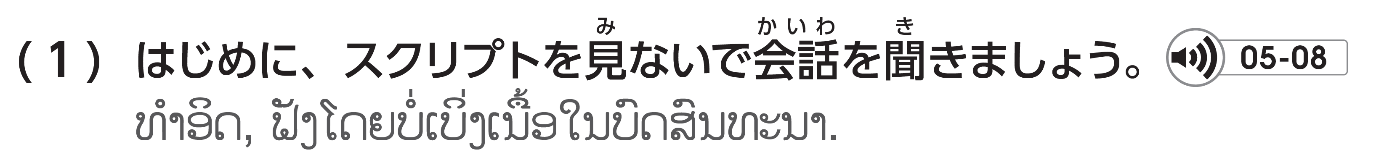 (1) はじめに、スクリプトを見ないで会話を聞きましょう。 05-08
ທຳອິດ, ຟັງໂດຍບໍ່ເບິ່ງເນື້ອໃນບົດສົນທະນາ.